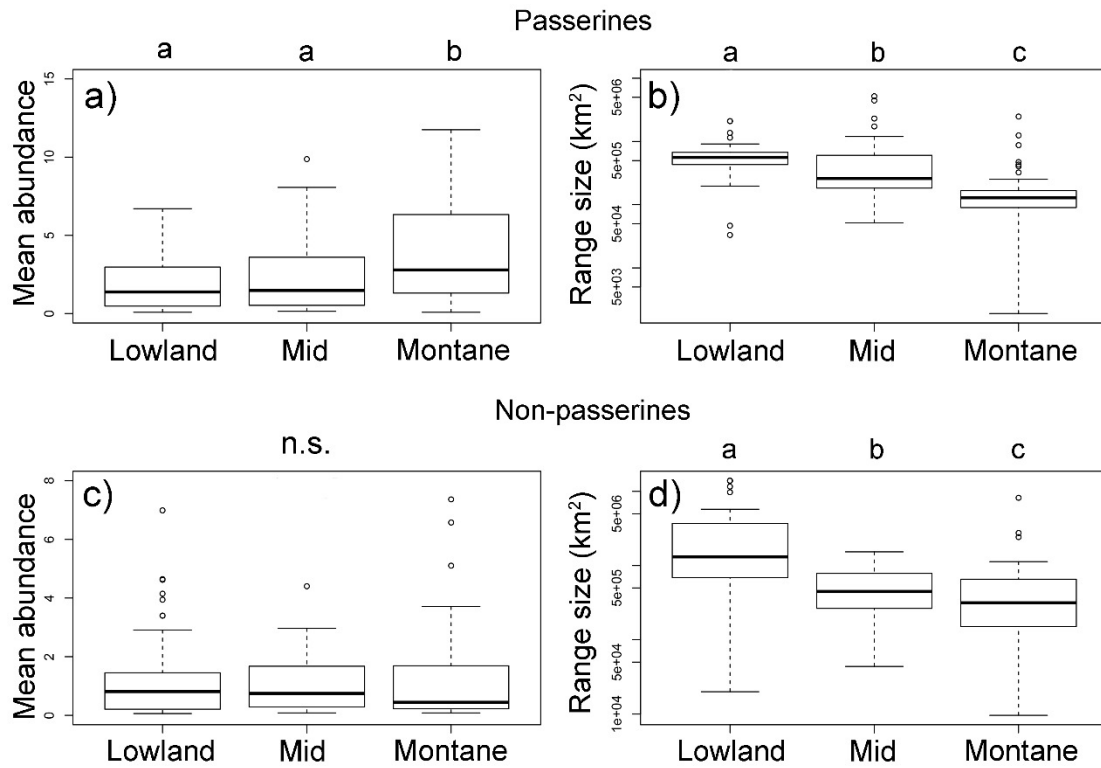 Passerines
a a b
a)
Mean abundance
15
10
5
0
Lowland Mid Montane
a b c
b)
Range size (km²)
5e+06
5e+05
5e+04
5e+03
Lowland Mid Montane
Non-passerines
n.s.
c)
Mean abundance
8
6
4
2
0
Lowland Mid Montane
a b c
d)
Range size (km²)
5e+06
5e+05
5e+04
1e+04
Lowland Mid Montane